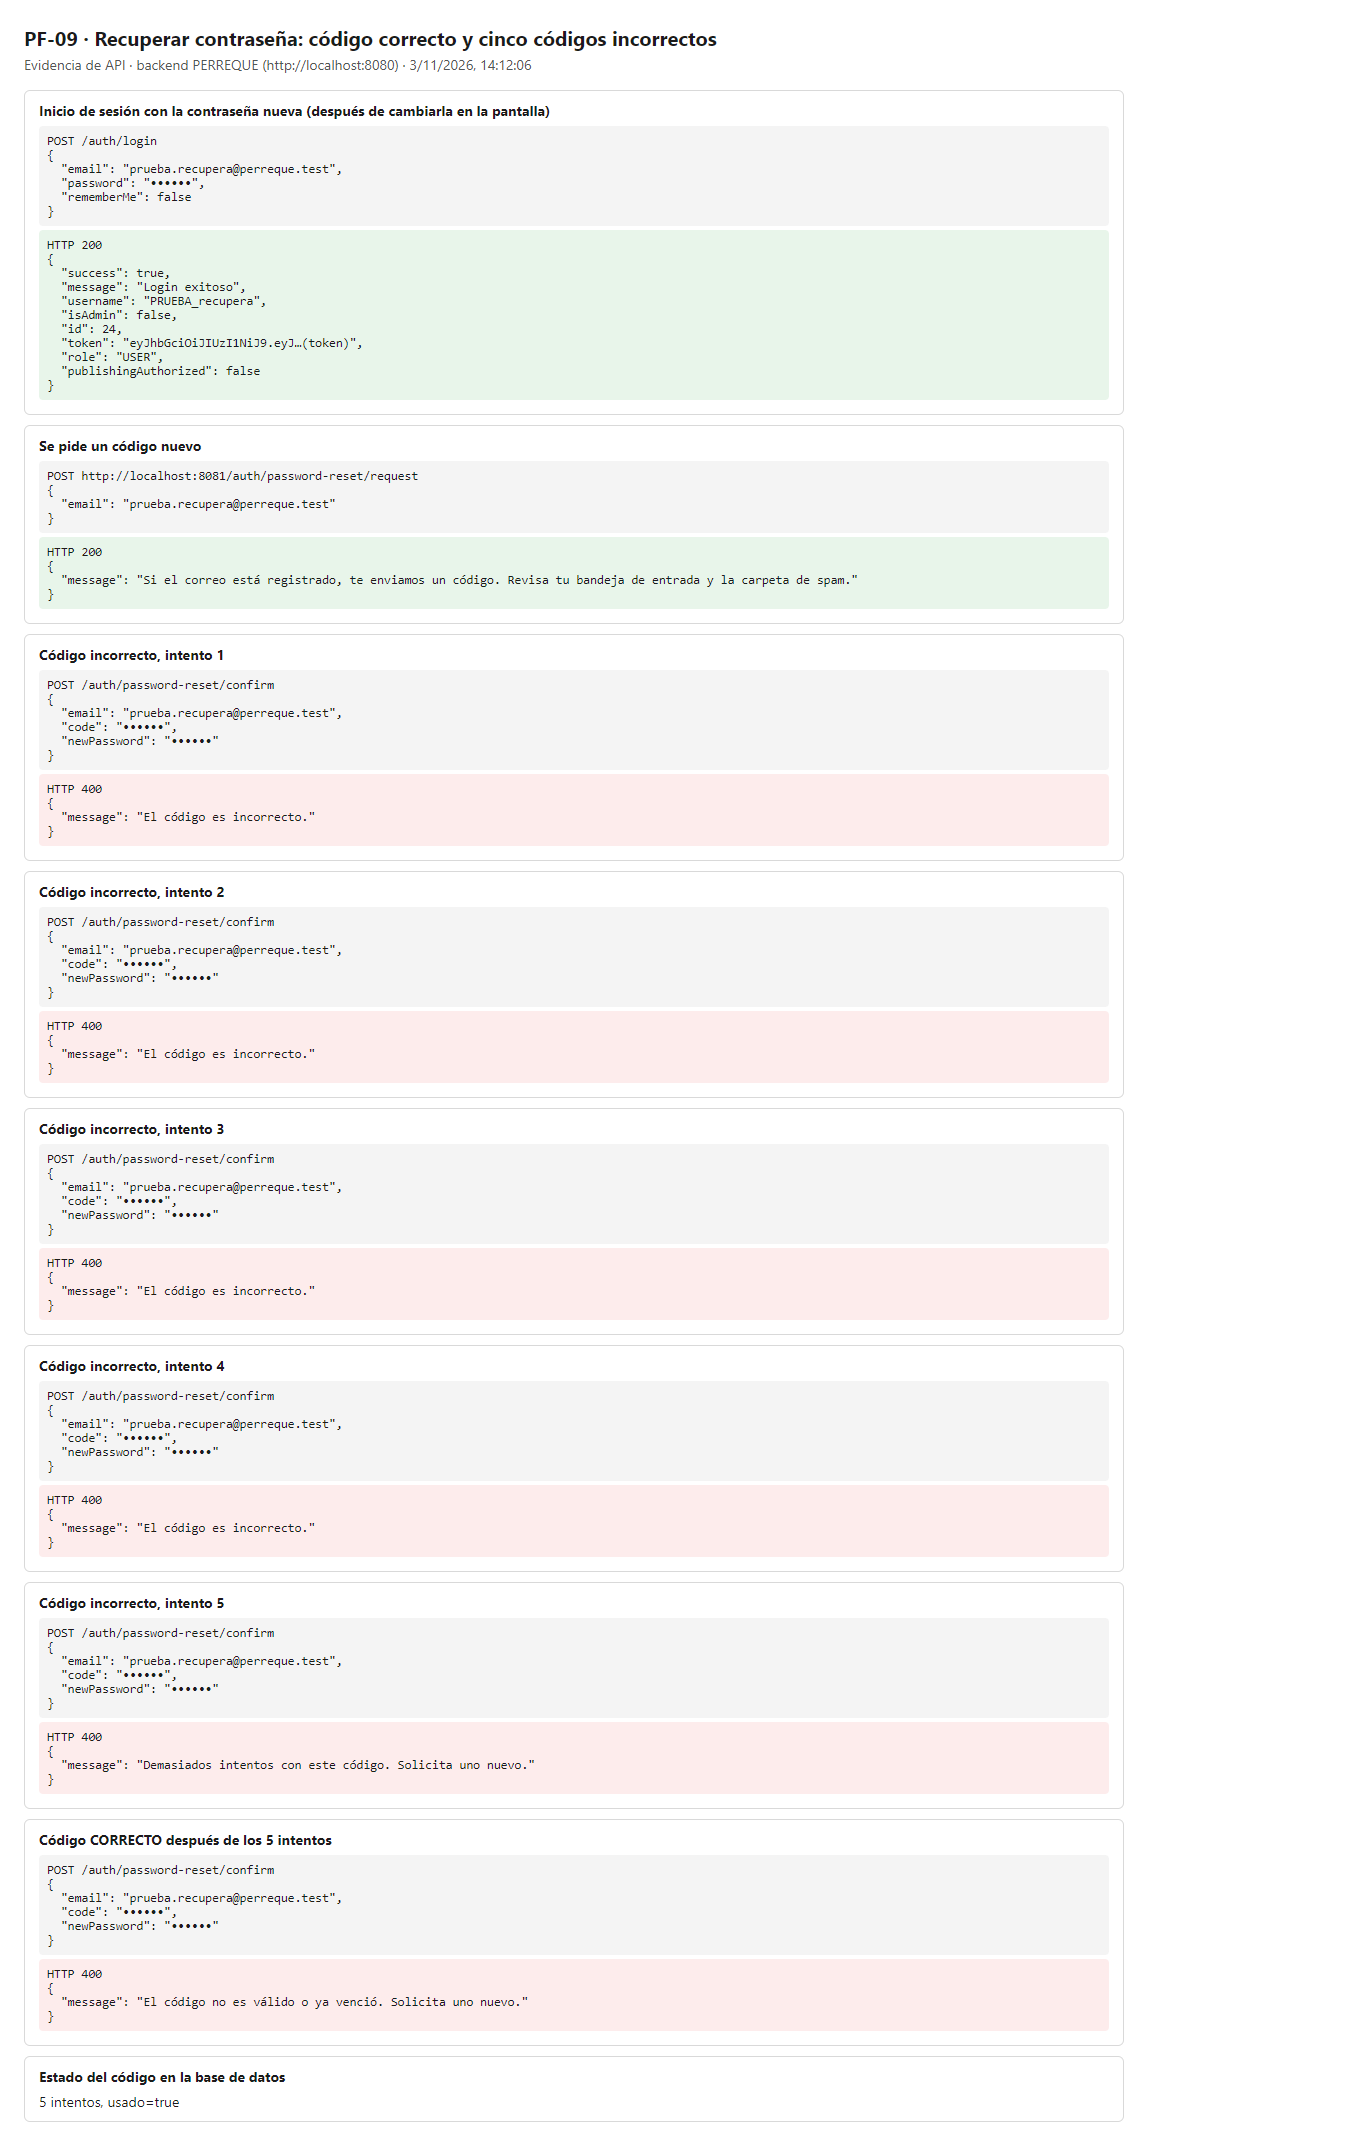 PF-09 · Recuperar contraseña: código correcto y cinco códigos incorrectos
Evidencia de API · backend PERREQUE (http://localhost:8080) · 3/11/2026, 14:12:06
Inicio de sesión con la contraseña nueva (después de cambiarla en la pantalla)
POST /auth/login
{
  "email": "prueba.recupera@perreque.test",
  "password": "••••••",
  "rememberMe": false
}
HTTP 200
{
  "success": true,
  "message": "Login exitoso",
  "username": "PRUEBA_recupera",
  "isAdmin": false,
  "id": 24,
  "token": "eyJhbGciOiJIUzI1NiJ9.eyJ…(token)",
  "role": "USER",
  "publishingAuthorized": false
}
Se pide un código nuevo
POST http://localhost:8081/auth/password-reset/request
{
  "email": "prueba.recupera@perreque.test"
}
HTTP 200
{
  "message": "Si el correo está registrado, te enviamos un código. Revisa tu bandeja de entrada y la carpeta de spam."
}
Código incorrecto, intento 1
POST /auth/password-reset/confirm
{
  "email": "prueba.recupera@perreque.test",
  "code": "••••••",
  "newPassword": "••••••"
}
HTTP 400
{
  "message": "El código es incorrecto."
}
Código incorrecto, intento 2
POST /auth/password-reset/confirm
{
  "email": "prueba.recupera@perreque.test",
  "code": "••••••",
  "newPassword": "••••••"
}
HTTP 400
{
  "message": "El código es incorrecto."
}
Código incorrecto, intento 3
POST /auth/password-reset/confirm
{
  "email": "prueba.recupera@perreque.test",
  "code": "••••••",
  "newPassword": "••••••"
}
HTTP 400
{
  "message": "El código es incorrecto."
}
Código incorrecto, intento 4
POST /auth/password-reset/confirm
{
  "email": "prueba.recupera@perreque.test",
  "code": "••••••",
  "newPassword": "••••••"
}
HTTP 400
{
  "message": "El código es incorrecto."
}
Código incorrecto, intento 5
POST /auth/password-reset/confirm
{
  "email": "prueba.recupera@perreque.test",
  "code": "••••••",
  "newPassword": "••••••"
}
HTTP 400
{
  "message": "Demasiados intentos con este código. Solicita uno nuevo."
}
Código CORRECTO después de los 5 intentos
POST /auth/password-reset/confirm
{
  "email": "prueba.recupera@perreque.test",
  "code": "••••••",
  "newPassword": "••••••"
}
HTTP 400
{
  "message": "El código no es válido o ya venció. Solicita uno nuevo."
}
Estado del código en la base de datos
5 intentos, usado=true